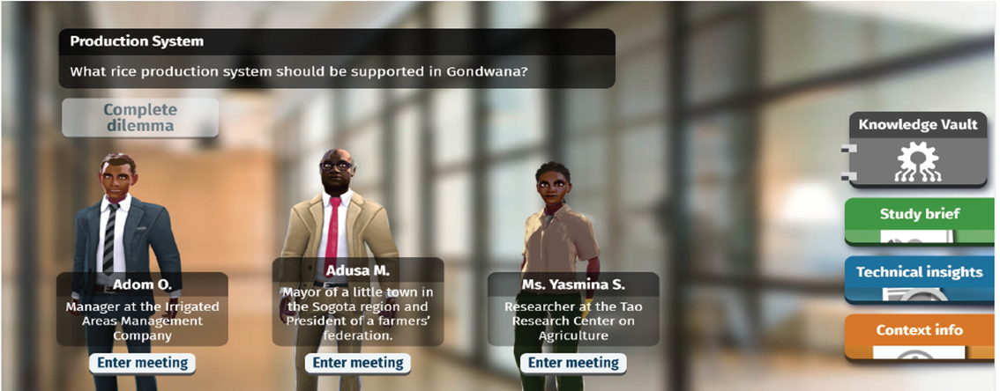 Production System
What rice production system should be supported in Gondwana?
Complete
dilemma
Knowledge Vault
Study brief
Technical insights
Context info
Adom O.
Manager at the Irrigated
Areas Management
Company
Enter meeting
Adusa M.
Mayor of a little town in
the Sogota region and
President of a farmers'
federation.
Enter meeting
Ms. Yasmina S.
Researcher at the Tao
Research Center on
Agriculture
Enter meeting